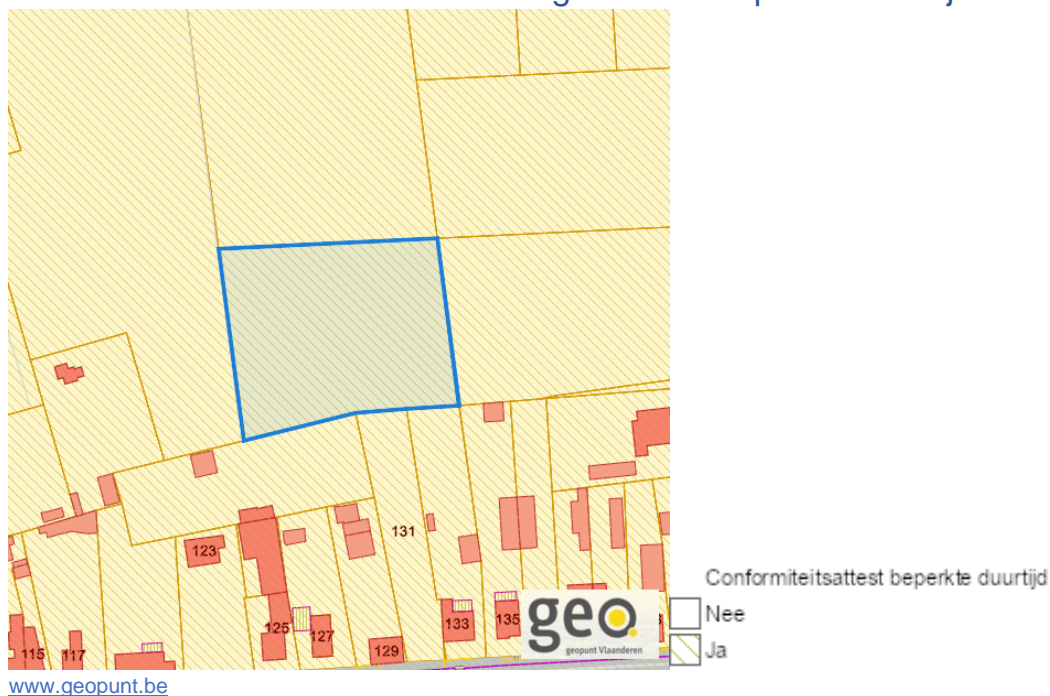 131
123
125
127
133
135
129
115
117
geo.
geopunt Vlaanderen
Conformiteitsattest beperkte duurtijd
Nee
Ja
www.geopunt.be